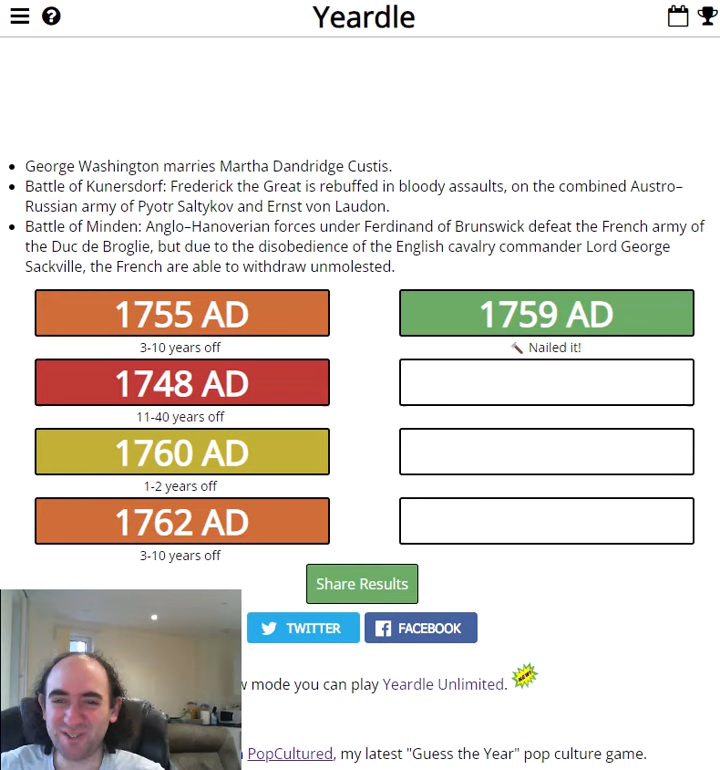 Yeardle
George Washington marries Martha Dandridge Custis.
Battle of Kunersdorf: Frederick the Great is rebuffed in bloody assaults, on the combined Austro–
Russian army of Pyotr Saltykov and Ernst von Laudon.
Battle of Minden: Anglo–Hanoverian forces under Ferdinand of Brunswick defeat the French army of
the Duc de Broglie, but due to the disobedience of the English cavalry commander Lord George
Sackville, the French are able to withdraw unmolested.
1755 AD
3-10 years off
1748 AD
11-40 years off
1760 AD
1-2 years off
1762 AD
3-10 years off
1759 AD
Nailed it!
Share Results
TWITTER
FACEBOOK
mode you can play Yeardle Unlimited. NEW!
PopCultured, my latest "Guess the Year" pop culture game.